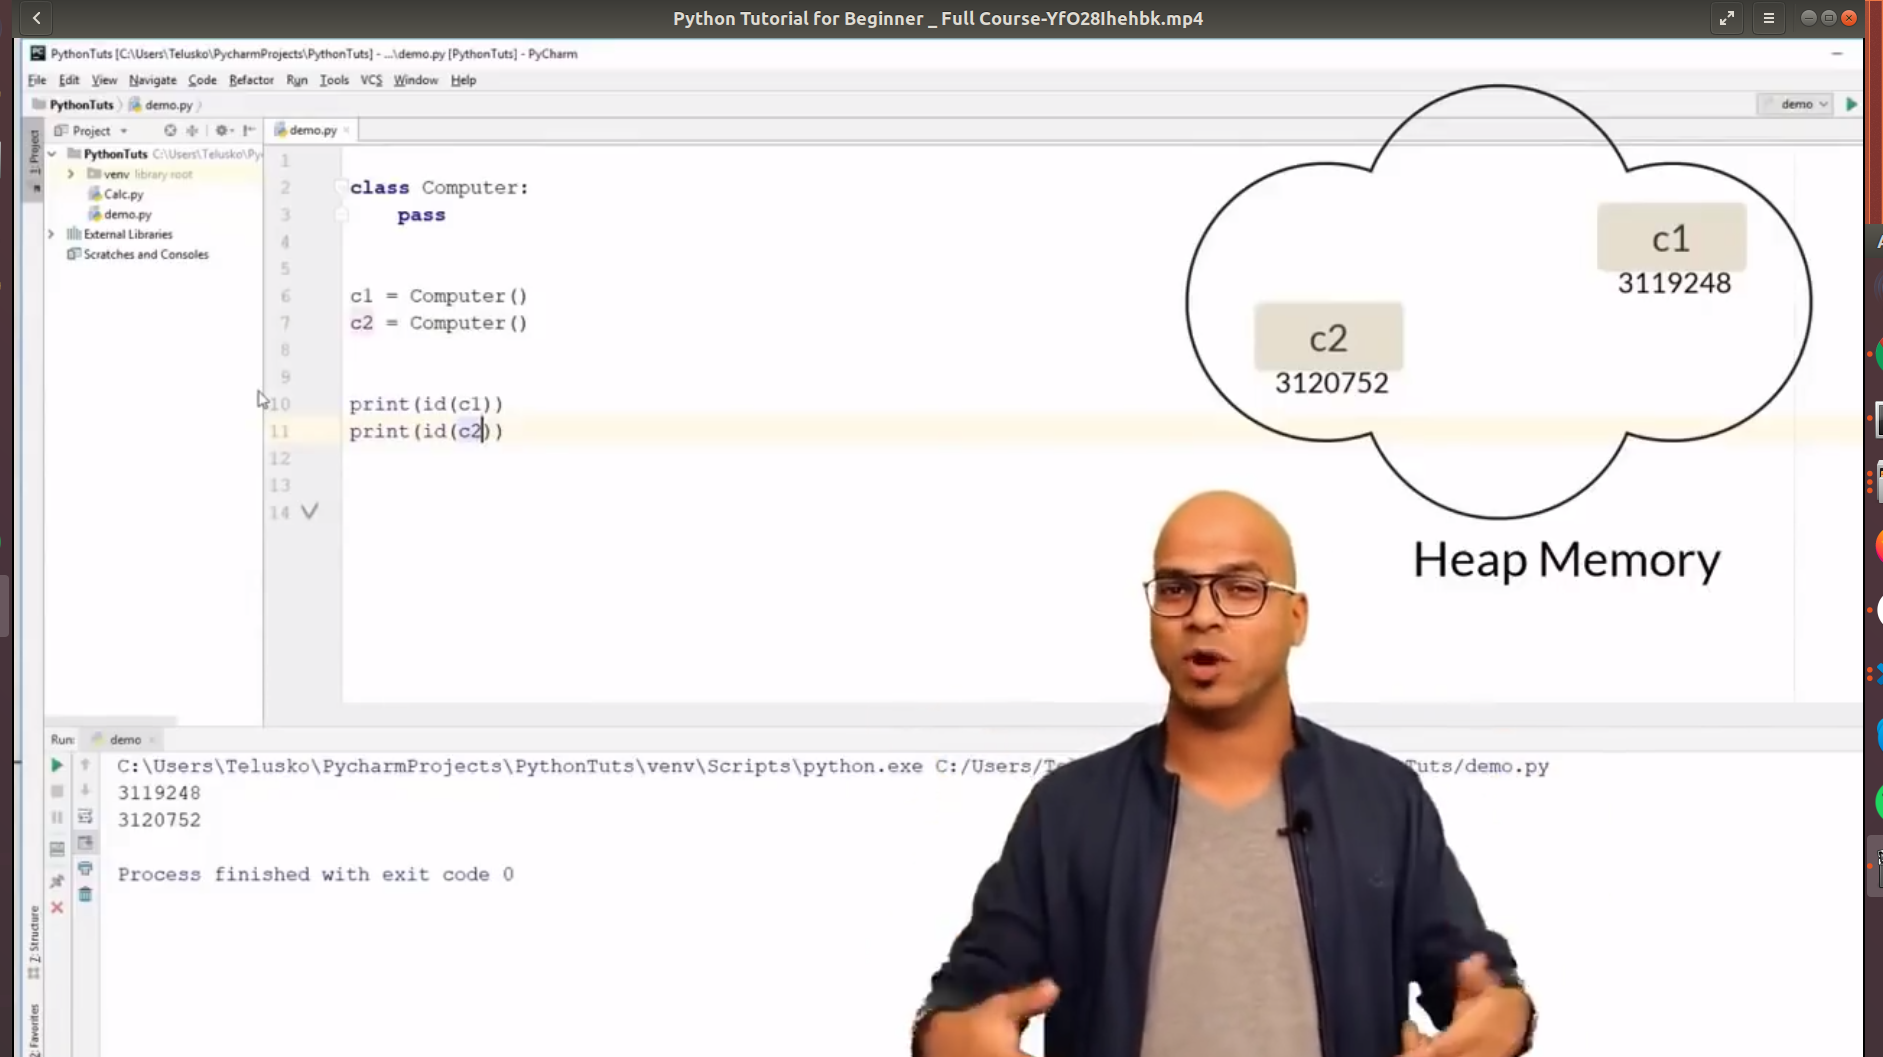 Python Tutorial for Beginner _ Full Course-YfO28Ihehbk.mp4
PythonTuts [C:\Users\Telusko\PycharmProjects\PythonTuts] - ...\demo.py [PythonTuts] - PyCharm
File Edit View Navigate Code Refactor Run Tools VCS Window Help
PythonTuts demo.py
demo
1: Project
Project
demo.py
PythonTuts C:\Users\Telusko\Py
venv library root
Calc.py
demo.py
External Libraries
Scratches and Consoles
1
2 class Computer:
3 pass
4
5
6 c1 = Computer()
7 c2 = Computer()
8
9
10 print(id(c1))
11 print(id(c2))
12
13
14
c1
3119248
c2
3120752
Heap Memory
Run: demo
C:\Users\Telusko\PycharmProjects\PythonTuts\venv\Scripts\python.exe C:/Users/Te
Tuts/demo.py
3119248
3120752
Process finished with exit code 0
Z: Structure
2: Favorites